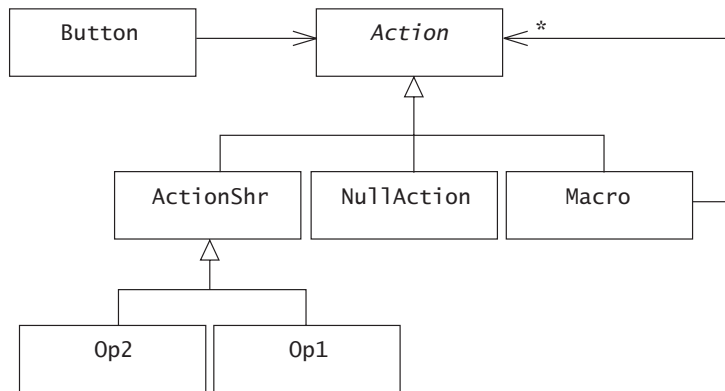 Button
Action
*
ActionShr
NullAction
Macro
Op2
Op1